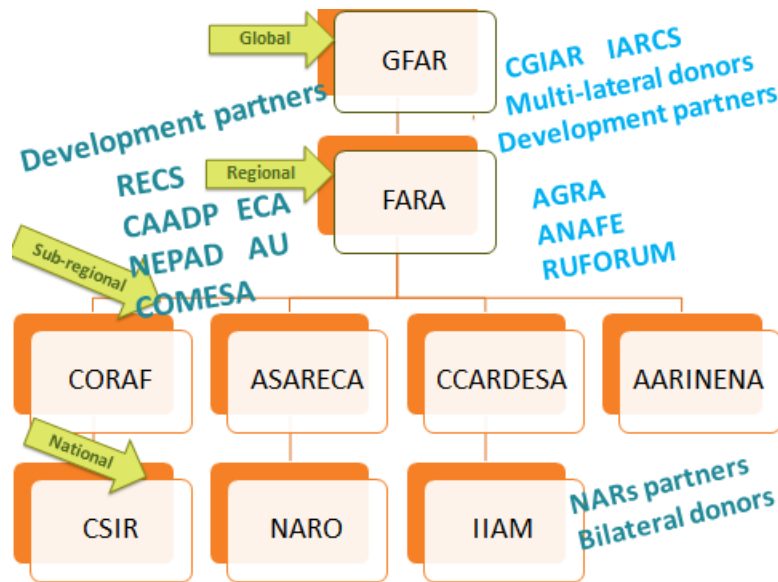 Global
GFAR
CGIAR IARCS
Multi-lateral donors
Development partners
Development partners
RECS
CAADP ECA
NEPAD AU
COMESA
Regional
FARA
AGRA
ANAFE
RUFORUM
Sub-regional
CORAF
ASARECA
CCARDESA
AARINENA
National
CSIR
NARO
IIAM
NARs partners
Bilateral donors